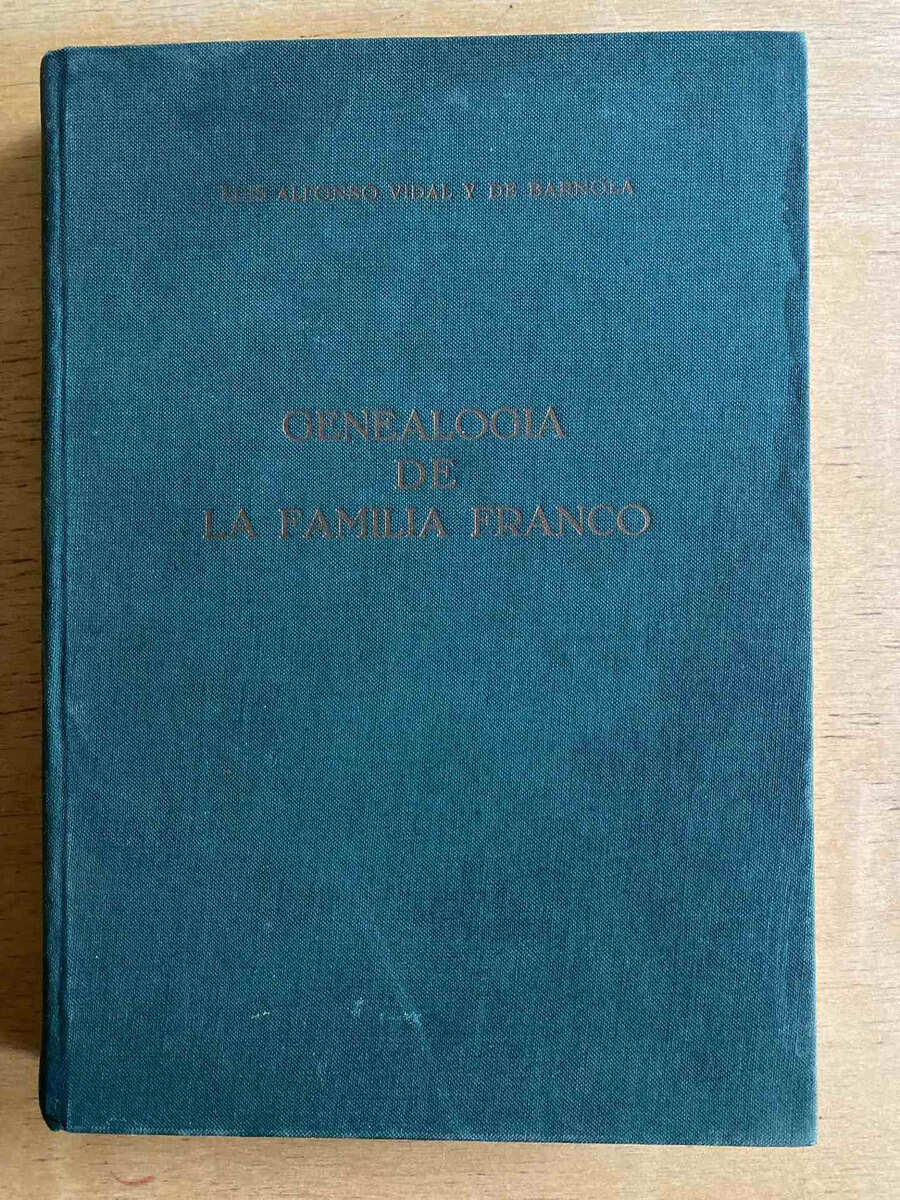 LUIS ALFONSO VIDAL Y DE BARNOLA
GENEALOGIA
DE
LA FAMILIA FRANCO